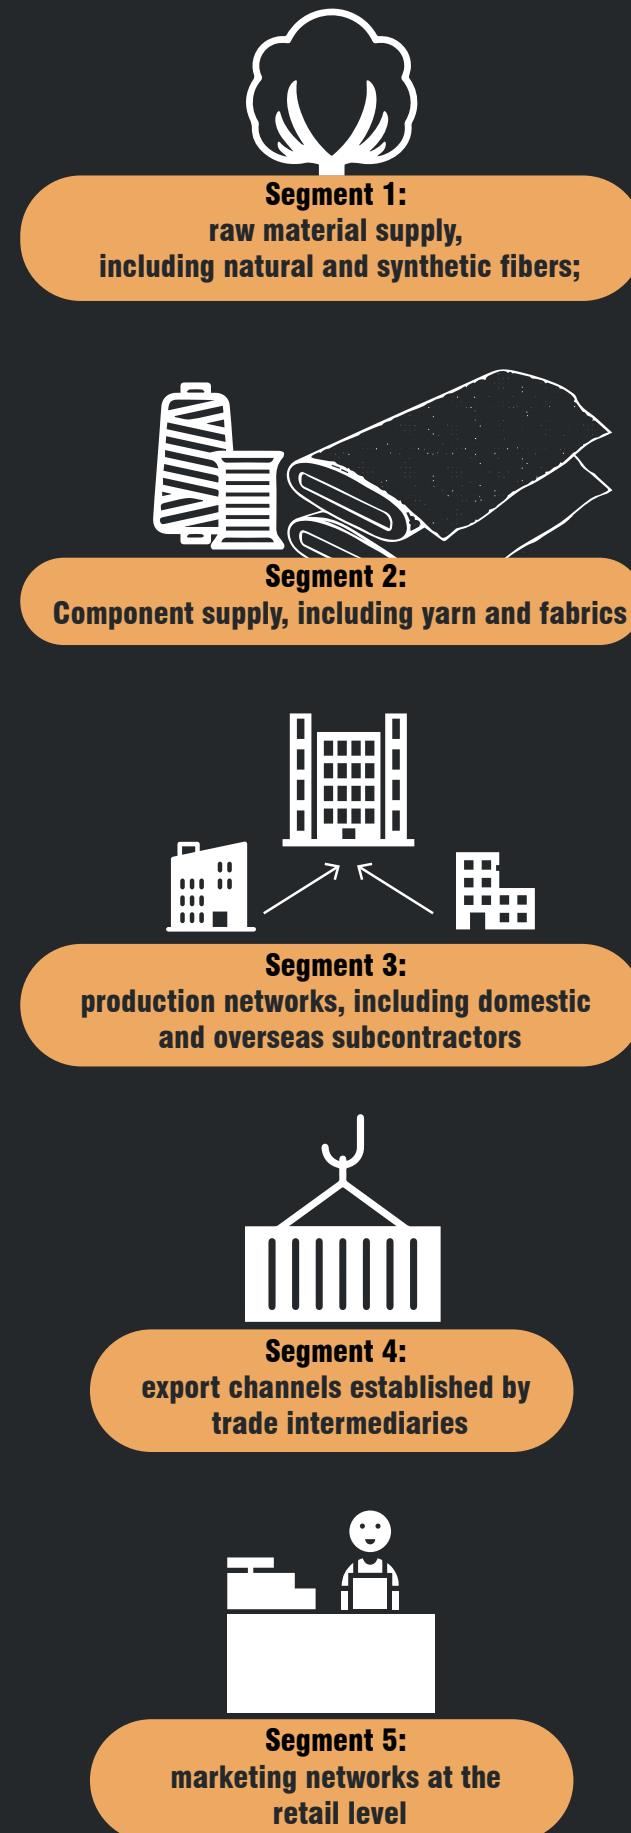 Segment 1:
raw material supply,
including natural and synthetic fibers;
Segment 2:
Component supply, including yarn and fabrics
Segment 3:
production networks, including domestic
and overseas subcontractors
Segment 4:
export channels established by
trade intermediaries
Segment 5:
marketing networks at the
retail level